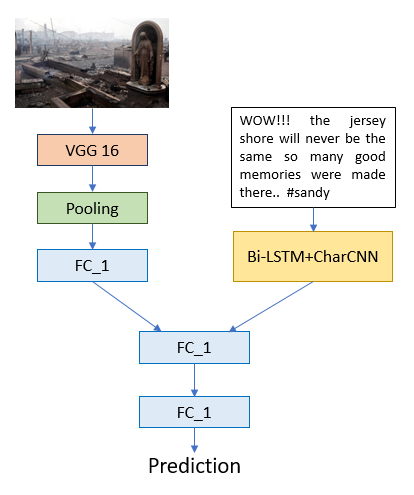 VGG 16
Pooling
FC_1
WOW!!! the jersey
shore will never be the
same so many good
memories were made
there.. #sandy
Bi-LSTM+CharCNN
FC_1
FC_1
Prediction